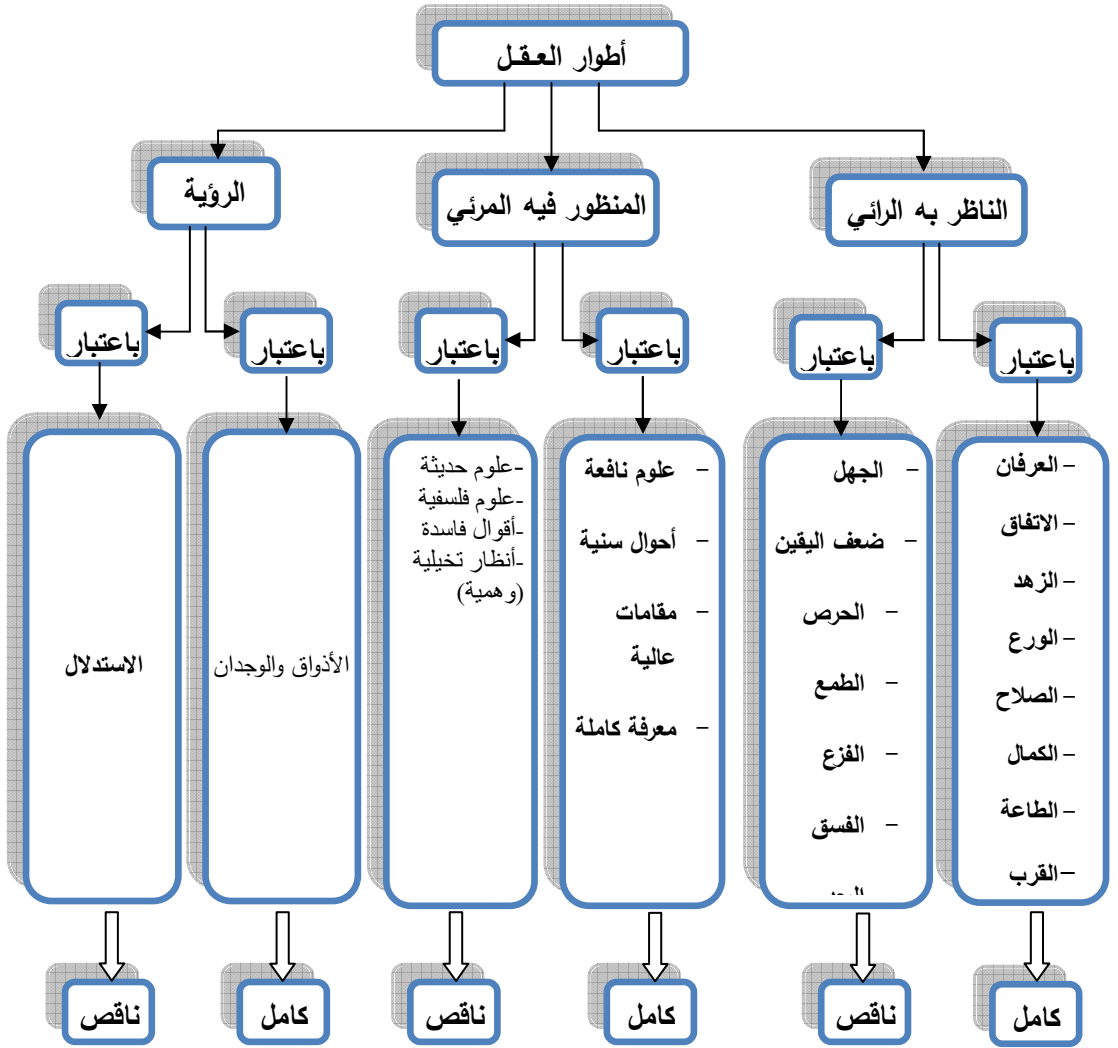 أطوار العقل
الناظر به الرائي
المنظور فيه المرئي
الرؤية
باعتبار
باعتبار
باعتبار
باعتبار
باعتبار
باعتبار
- العرفان
- الاتفاق
- الزهد
- الورع
- الصلاح
- الكمال
- الطاعة
- القرب
- الجهل
- ضعف اليقين
- الحرص
- الطمع
- الفزع
- الفسق
- علوم نافعة
- أحوال سنية
- مقامات
عالية
- معرفة كاملة
-علوم حديثة
-علوم فلسفية
-أقوال فاسدة
-أنظار تخيلية
(وهمية)
الأذواق والوجدان
الاستدلال
كامل
ناقص
كامل
ناقص
كامل
ناقص